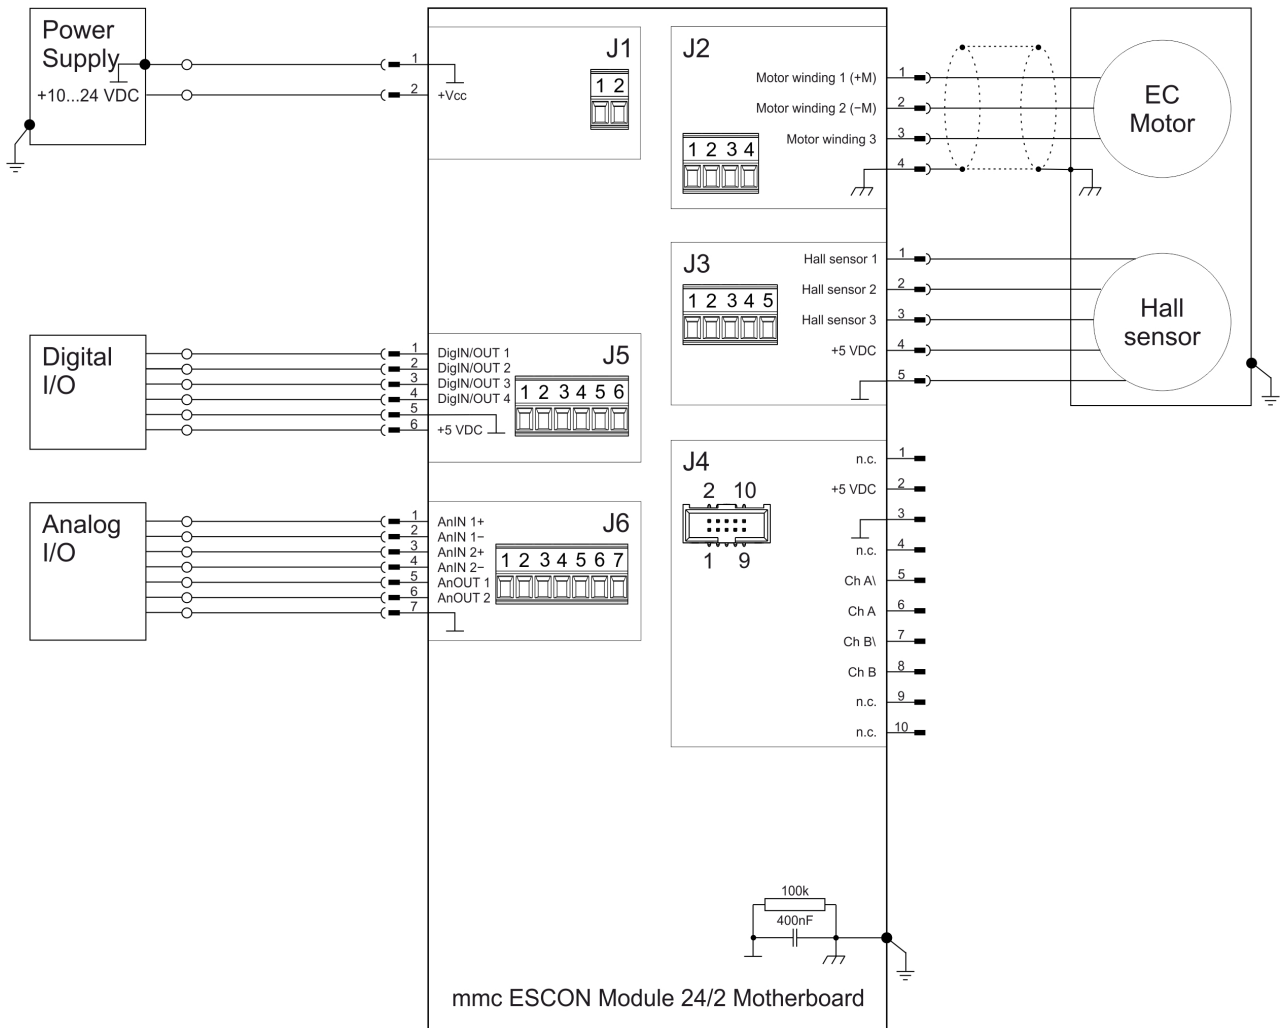 Power
Supply
+10...24 VDC
1
2
+Vcc
J1
1 2
J2
Motor winding 1 (+M)
Motor winding 2 (−M)
Motor winding 3
1 2 3 4
1
2
3
4
EC
Motor
J3
Hall sensor 1
Hall sensor 2
Hall sensor 3
+5 VDC
1 2 3 4 5
1
2
3
4
5
Hall
sensor
Digital
I/O
1
2
3
4
5
6
DigIN/OUT 1
DigIN/OUT 2
DigIN/OUT 3
DigIN/OUT 4
+5 VDC
J5
1 2 3 4 5 6
Analog
I/O
1
2
3
4
5
6
7
AnIN 1+
AnIN 1−
AnIN 2+
AnIN 2−
AnOUT 1
AnOUT 2
J6
1 2 3 4 5 6 7
J4
2 10
1 9
n.c. 1
+5 VDC 2
3
n.c. 4
Ch A\ 5
Ch A 6
Ch B\ 7
Ch B 8
n.c. 9
n.c. 10
100k
400nF
mmc ESCON Module 24/2 Motherboard